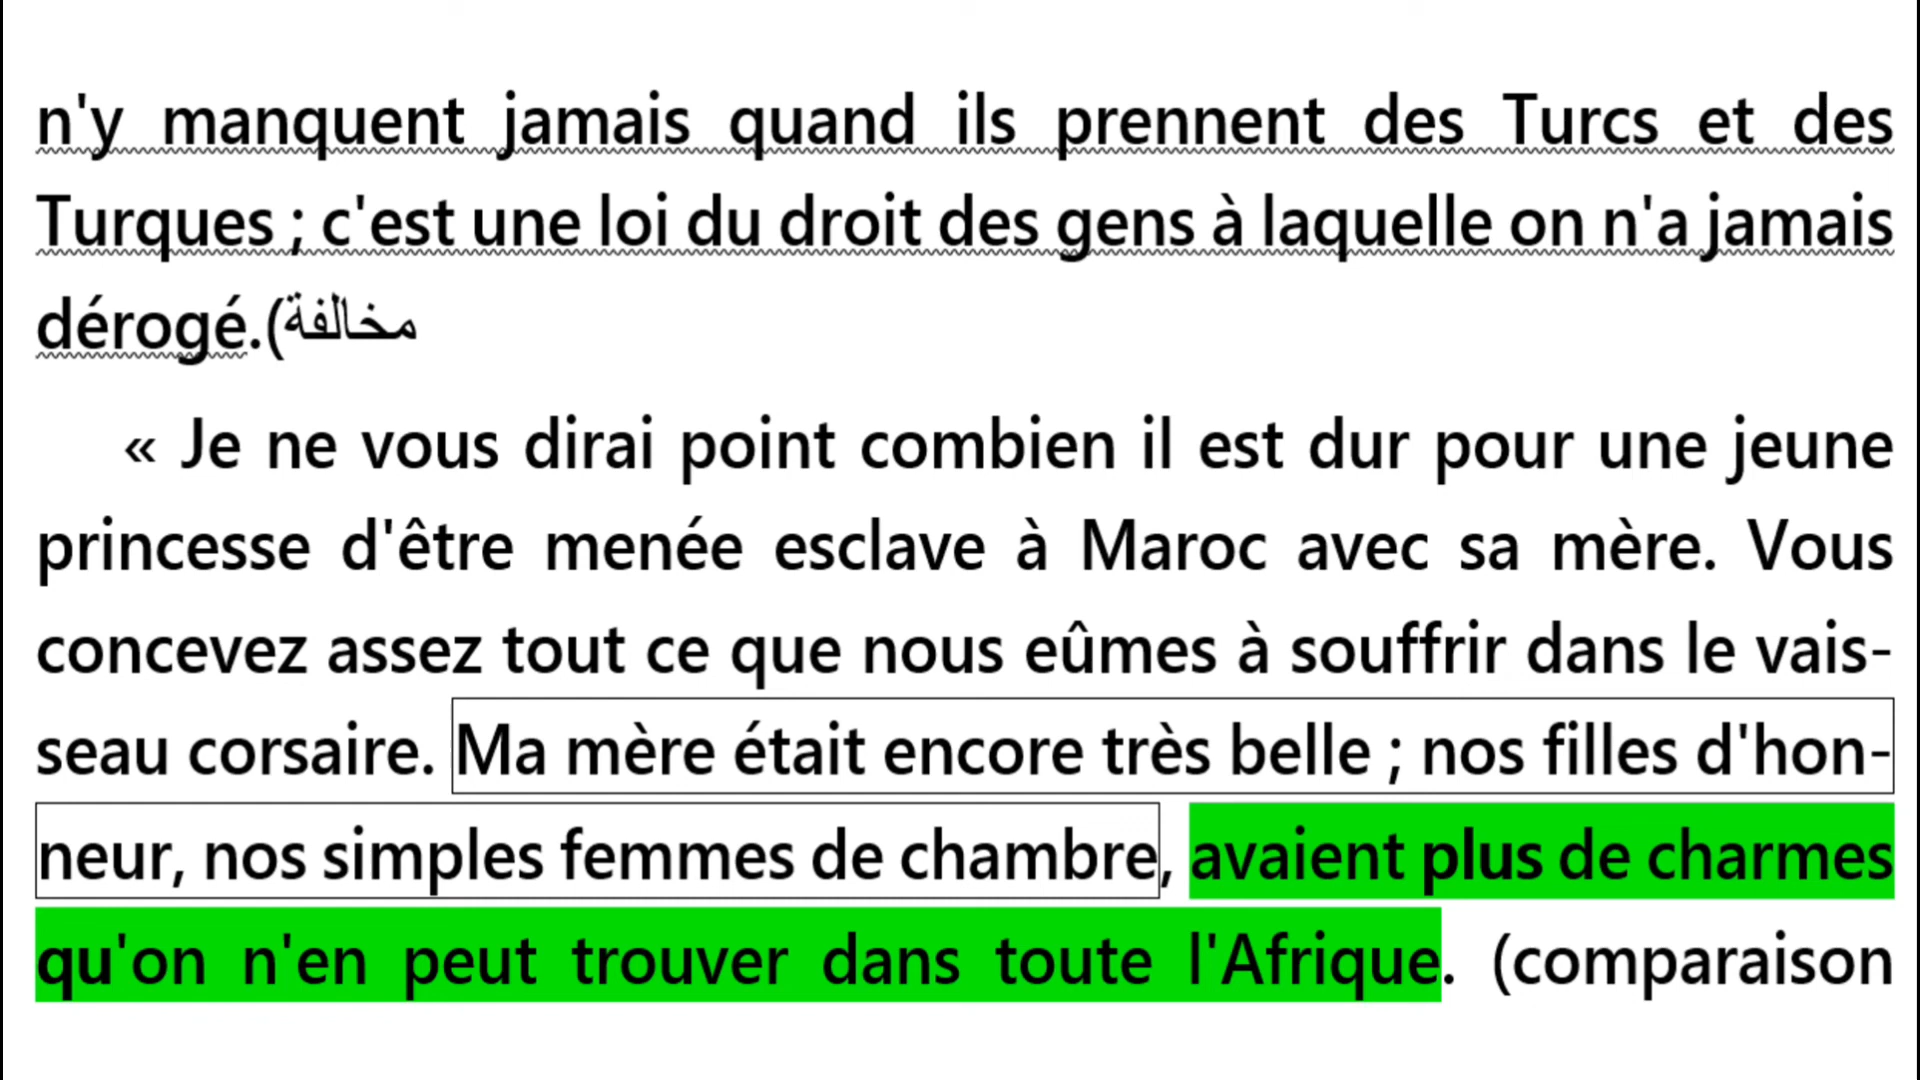 n'y manquent jamais quand ils prennent des Turcs et des
Turques ; c'est une loi du droit des gens à laquelle on n'a jamais
dérogé.(مخالفة
« Je ne vous dirai point combien il est dur pour une jeune
princesse d'être menée esclave à Maroc avec sa mère. Vous
concevez assez tout ce que nous eûmes à souffrir dans le vais-
seau corsaire. Ma mère était encore très belle ; nos filles d'hon-
neur, nos simples femmes de chambre, avaient plus de charmes
qu'on n'en peut trouver dans toute l'Afrique. (comparaison